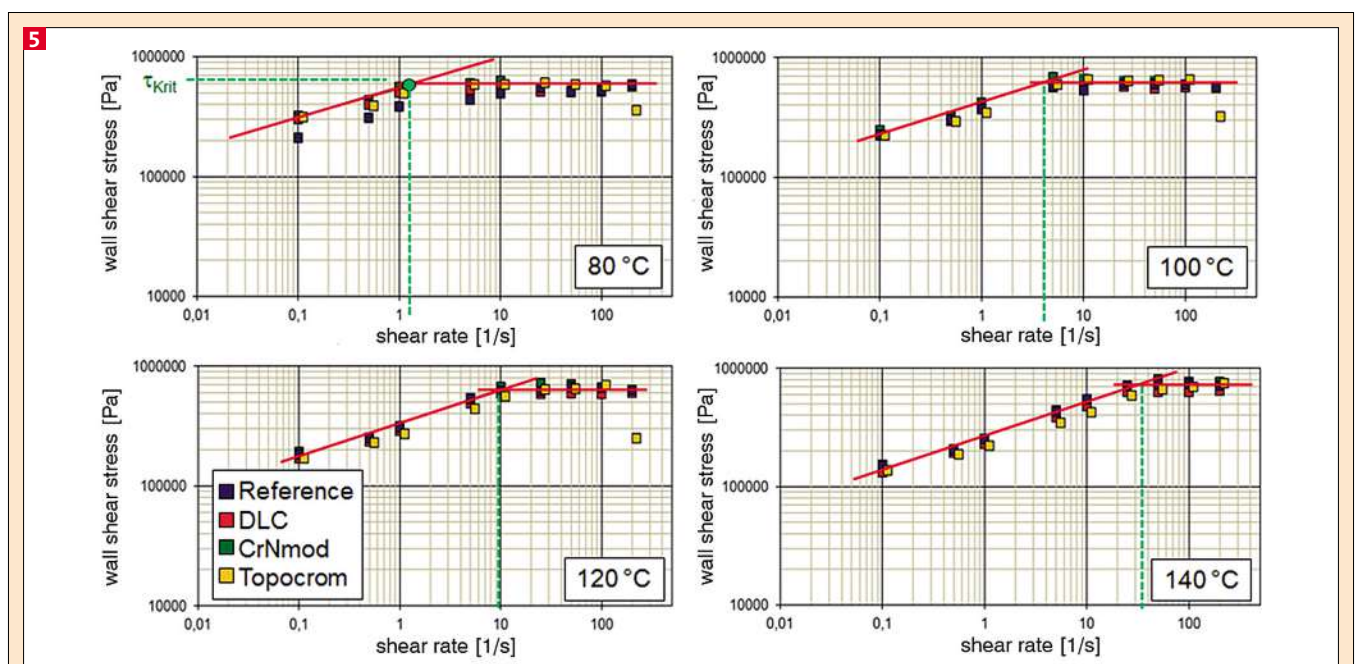 5
1000000
τKrit
100000
10000
wall shear stress [Pa]
80 °C
0,01 0,1 1 10 100
shear rate [1/s]
1000000
100000
10000
wall shear stress [Pa]
100 °C
0,01 0,1 1 10 100
shear rate [1/s]
1000000
100000
10000
wall shear stress [Pa]
Reference
DLC
CrNmod
Topocrom
120 °C
0,01 0,1 1 10 100
shear rate [1/s]
1000000
100000
10000
wall shear stress [Pa]
140 °C
0,01 0,1 1 10 100
shear rate [1/s]